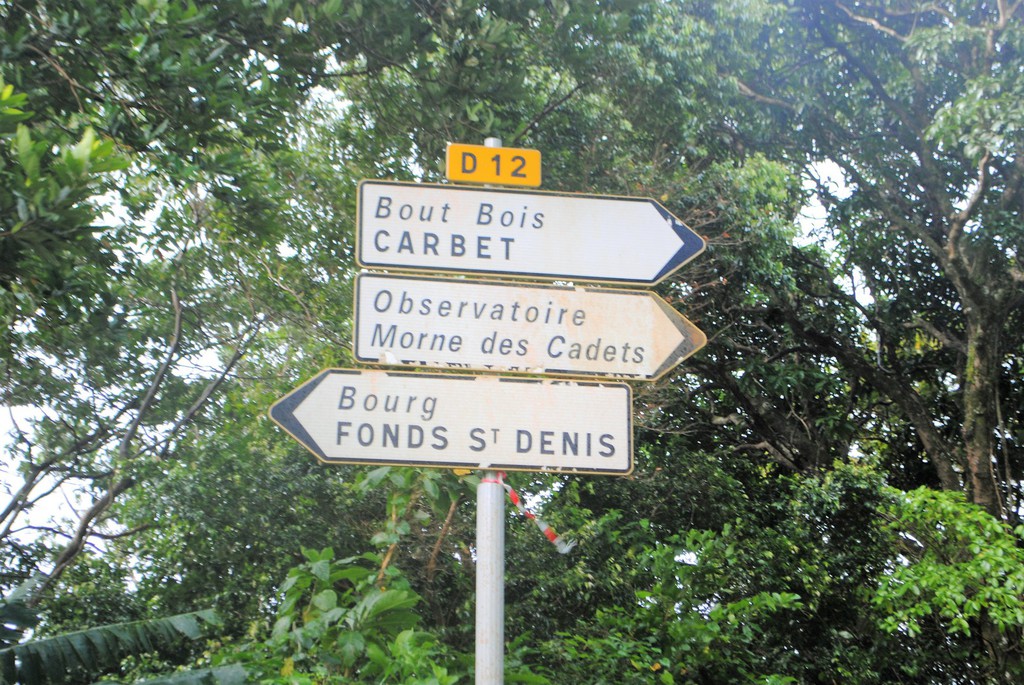 D 12
Bout Bois
CARBET
Observatoire
Morne des Cadets
Bourg
FONDS ST DENIS